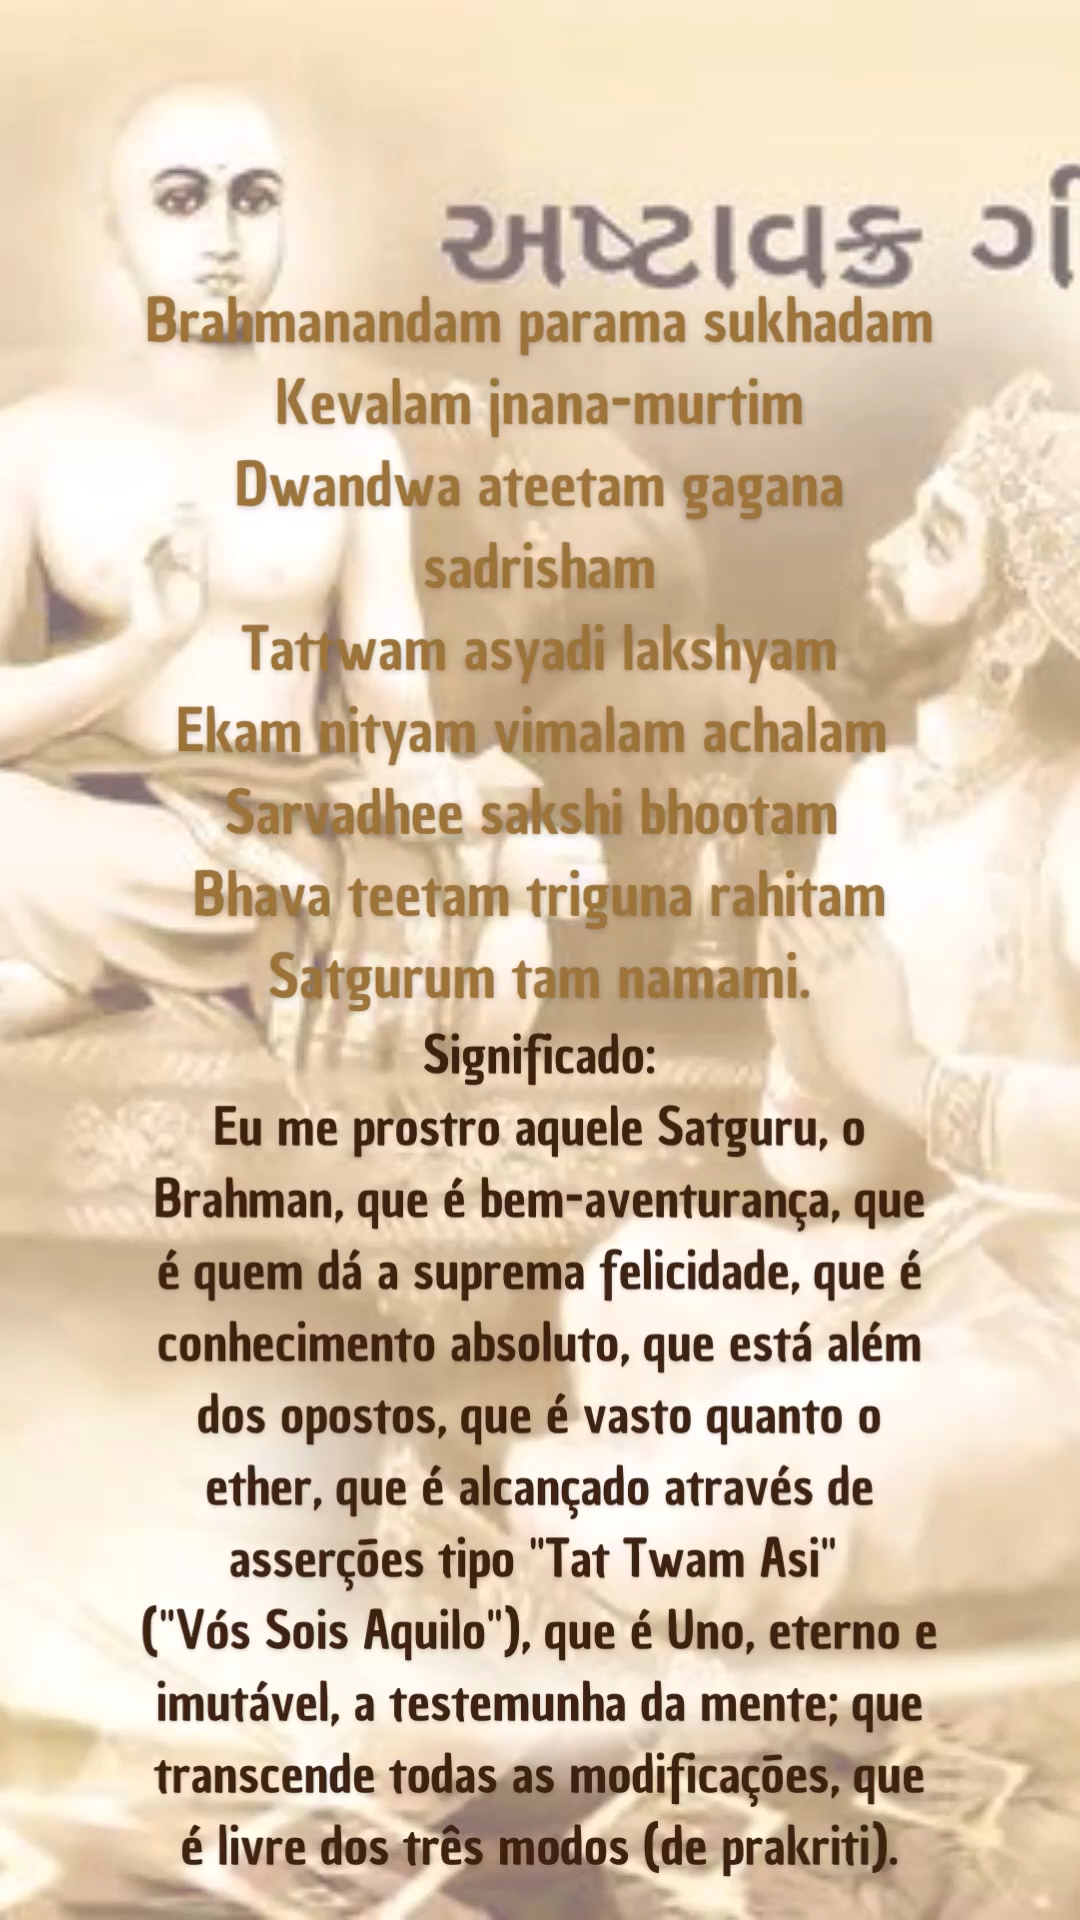 અષ્ટાવક્ર
Brahmanandam parama sukhadam
Kevalam jnana-murtim
Dwandwa ateetam gagana
sadrisham
Tattwam asyadi lakshyam
Ekam nityam vimalam achalam
Sarvadhee sakshi bhootam
Bhava teetam triguna rahitam
Satgurum tam namami.
Significado:
Eu me prostro aquele Satguru, o
Brahman, que é bem-aventurança, que
é quem dá a suprema felicidade, que é
conhecimento absoluto, que está além
dos opostos, que é vasto quanto o
ether, que é alcançado através de
asserções tipo "Tat Twam Asi"
("Vós Sois Aquilo"), que é Uno, eterno e
imutável, a testemunha da mente; que
transcende todas as modificações, que
é livre dos três modos (de prakriti).